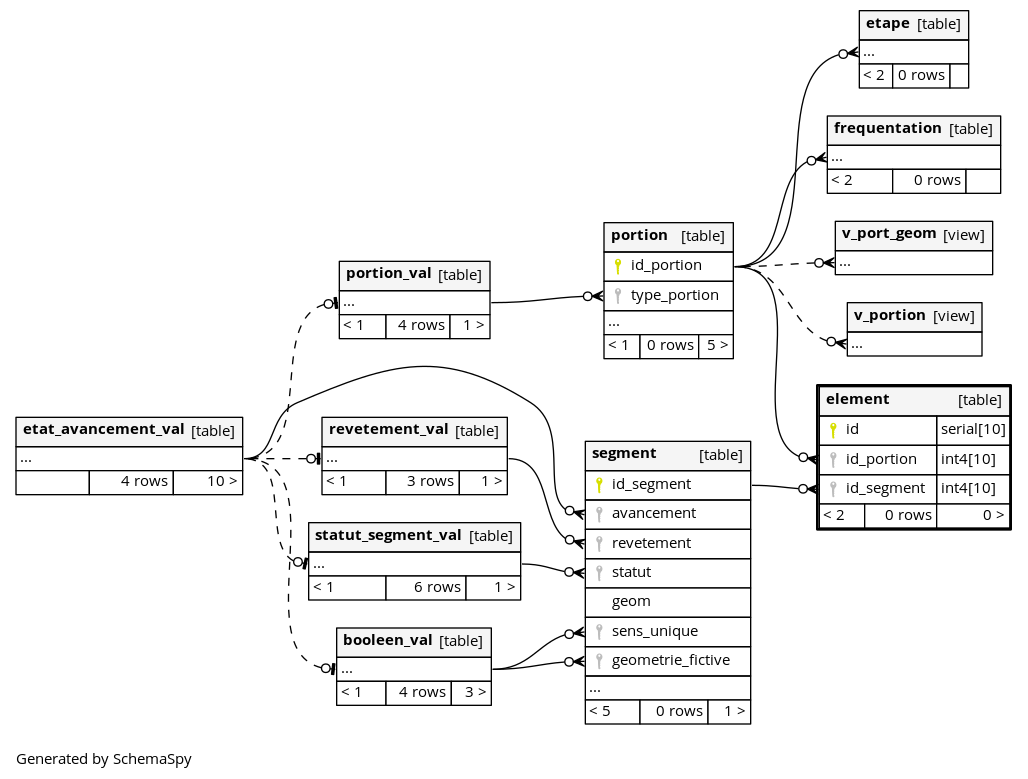 etape [table]
...
< 2 0 rows
frequentation [table]
...
< 2 0 rows
v_port_geom [view]
...
v_portion [view]
...
portion [table]
id_portion
type_portion
...
< 1 0 rows 5 >
portion_val [table]
...
< 1 4 rows 1 >
element [table]
id serial[10]
id_portion int4[10]
id_segment int4[10]
< 2 0 rows 0 >
etat_avancement_val [table]
...
4 rows 10 >
revetement_val [table]
...
< 1 3 rows 1 >
segment [table]
id_segment
avancement
revetement
statut
geom
sens_unique
geometrie_fictive
...
< 5 0 rows 1 >
statut_segment_val [table]
...
< 1 6 rows 1 >
booleen_val [table]
...
< 1 4 rows 3 >
Generated by SchemaSpy